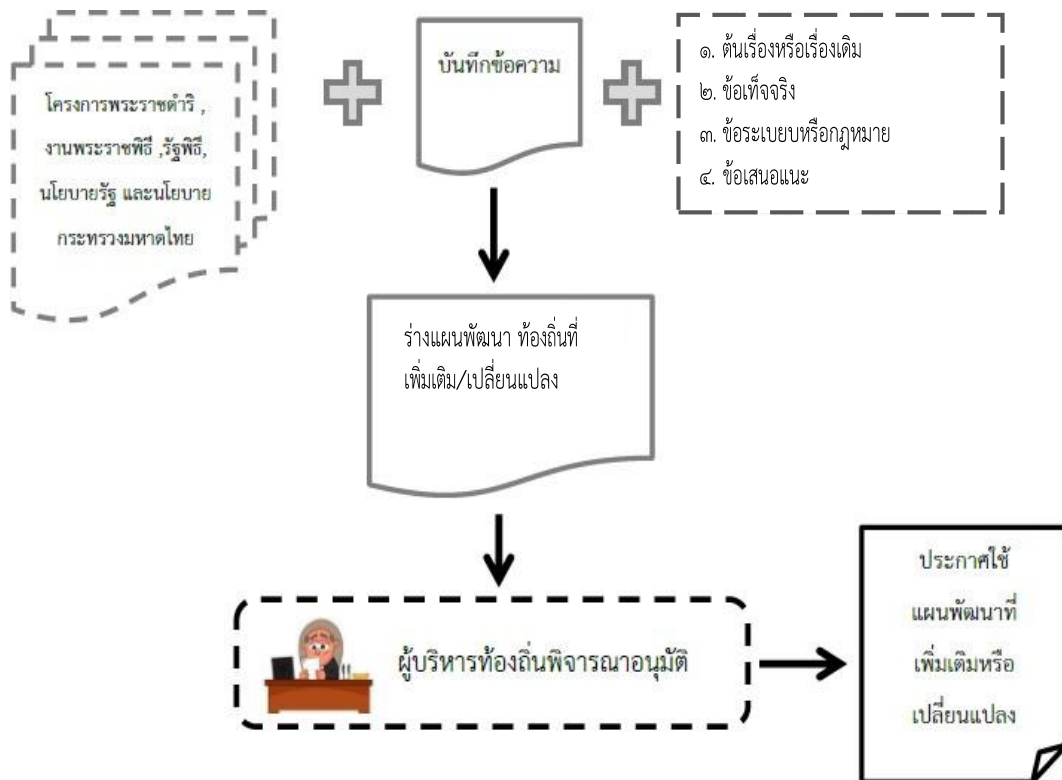 โครงการพระราชดำริ ,
งานพระราชพิธี ,รัฐพิธี,
นโยบายรัฐ และนโยบาย
กระทรวงมหาดไทย
บันทึกข้อความ
๑. ต้นเรื่องหรือเรื่องเดิม
๒. ข้อเท็จจริง
๓. ข้อระเบยบหรือกฎหมาย
๔. ข้อเสนอแนะ
ร่างแผนพัฒนา ท้องถิ่นที่
เพิ่มเติม/เปลี่ยนแปลง
ผู้บริหารท้องถิ่นพิจารณาอนุมัติ
ประกาศใช้
แผนพัฒนาที่
เพิ่มเติมหรือ
เปลี่ยนแปลง